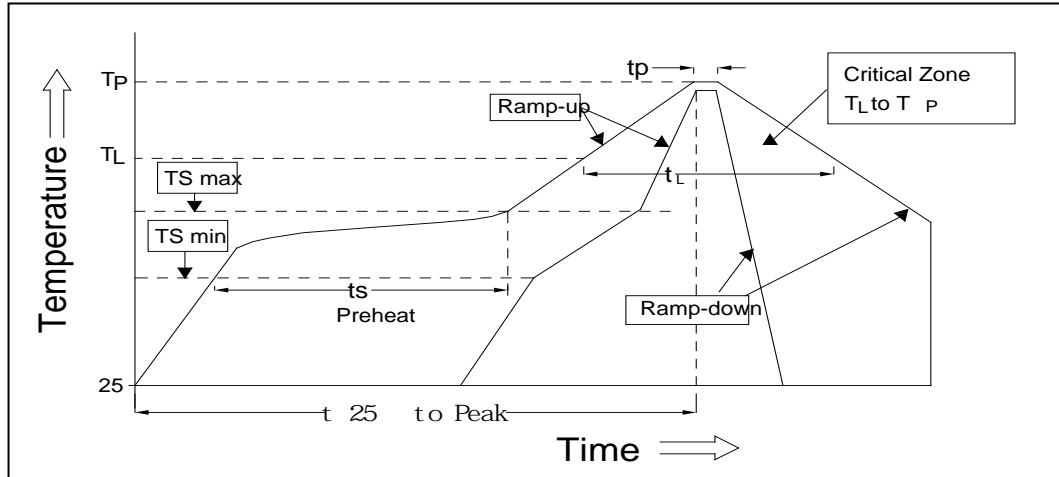 tp
Critical Zone
TL to T P
TP
Ramp-up
TL
TS max
tL
TS min
ts
Preheat
Ramp-down
25
t 25 to Peak
Time
Temperature